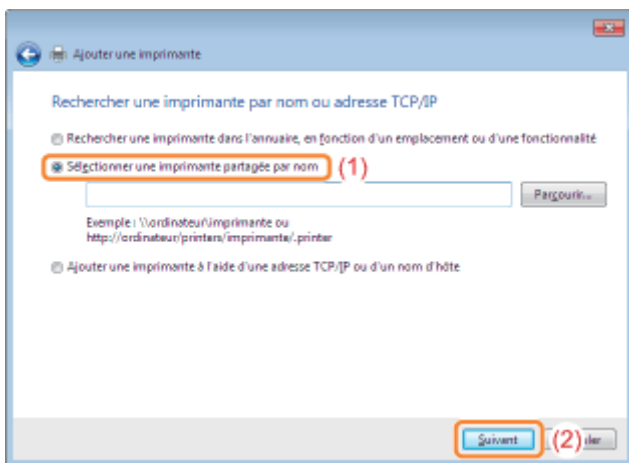 Ajouter une imprimante
Rechercher une imprimante par nom ou adresse TCP/IP
Rechercher une imprimante dans l'annuaire, en fonction d'un emplacement ou d'une fonctionnalité
Sélectionner une imprimante partagée par nom (1)
Parcourir...
Exemple : \\ordinateur\imprimante ou
http://ordinateur/printers/imprimante/.printer
Ajouter une imprimante à l'aide d'une adresse TCP/IP ou d'un nom d'hôte
Suivant (2)